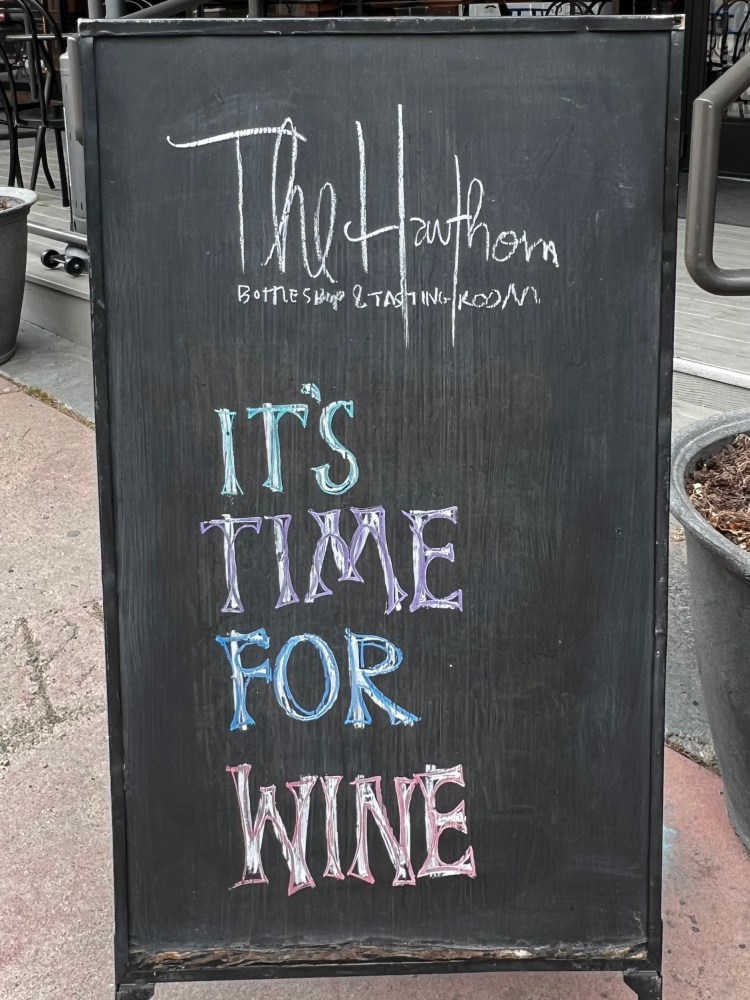 The Hawthorn
BOTTLESHOP & TASTING ROOM
IT'S
TIME
FOR
WINE